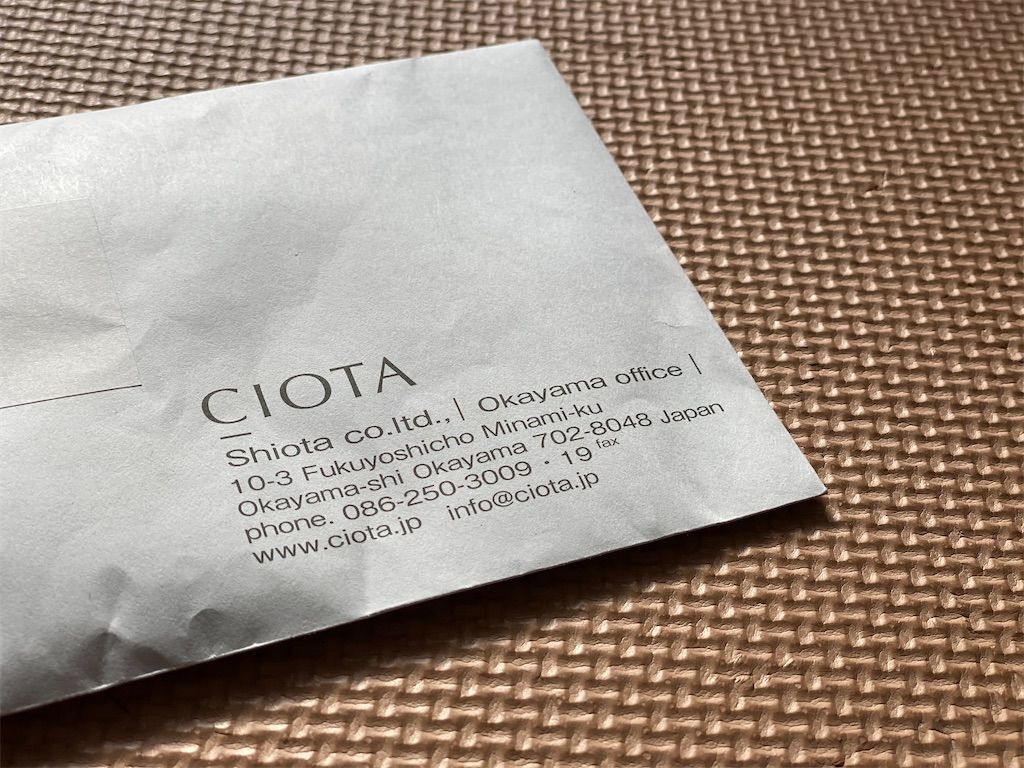 CIOTA
Shiota co.ltd.,| Okayama office |
10-3 Fukuyoshicho Minami-ku
Okayama-shi Okayama 702-8048 Japan
phone. 086-250-3009・19 fax
www.ciota.jp info@ciota.jp